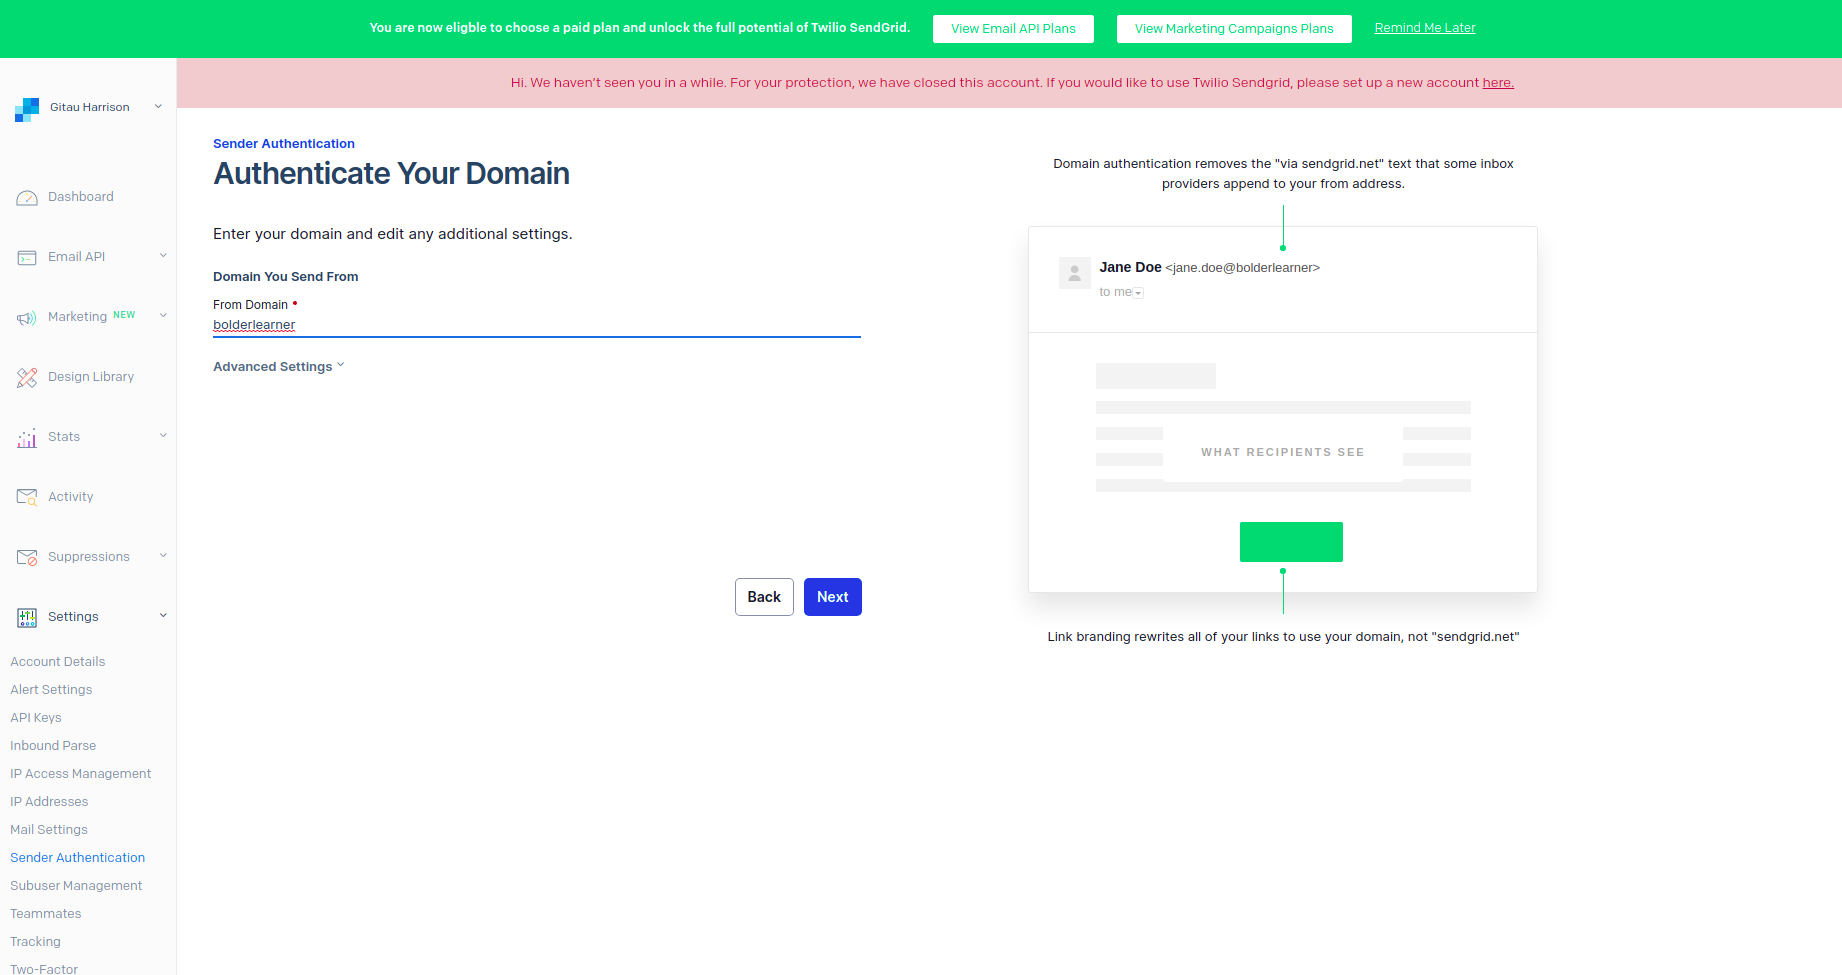 You are now eligble to choose a paid plan and unlock the full potential of Twilio SendGrid. View Email API Plans View Marketing Campaigns Plans Remind Me Later
Hi. We haven't seen you in a while. For your protection, we have closed this account. If you would like to use Twilio Sendgrid, please set up a new account here.
Gitau Harrison
Dashboard
Email API
Marketing NEW
Design Library
Stats
Activity
Suppressions
Settings
Account Details
Alert Settings
API Keys
Inbound Parse
IP Access Management
IP Addresses
Mail Settings
Sender Authentication
Subuser Management
Teammates
Tracking
Two-Factor
Sender Authentication
Authenticate Your Domain
Enter your domain and edit any additional settings.
Domain You Send From
From Domain •
bolderlearner
Advanced Settings
Back Next
Domain authentication removes the "via sendgrid.net" text that some inbox
providers append to your from address.
Jane Doe <jane.doe@bolderlearner>
to me
WHAT RECIPIENTS SEE
Link branding rewrites all of your links to use your domain, not "sendgrid.net"